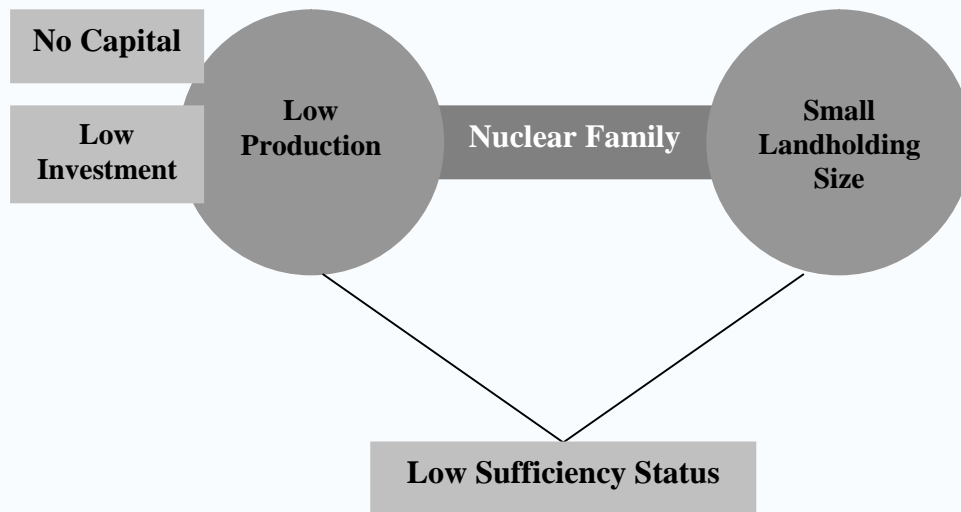 No Capital
Low
Investment
Low
Production
Nuclear Family
Small
Landholding
Size
Low Sufficiency Status